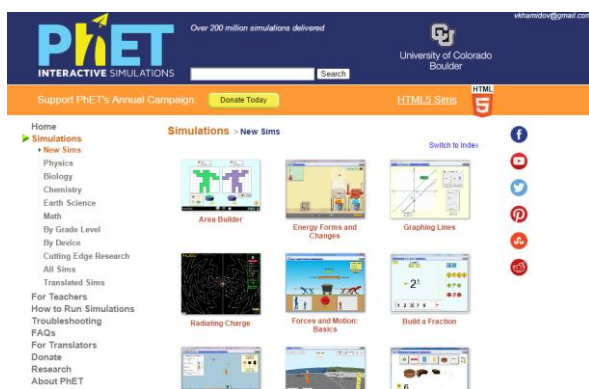 vkhamidov@gmail.com
Over 200 million simulations delivered
PhET
INTERACTIVE SIMULATIONS
Search
University of Colorado
Boulder
Support PhET's Annual Campaign:
Donate Today
HTML5 Sims
HTML
5
Home
Simulations
New Sims
Physics
Biology
Chemistry
Earth Science
Math
By Grade Level
By Device
Cutting Edge Research
All Sims
Translated Sims
For Teachers
How to Run Simulations
Troubleshooting
FAQs
For Translators
Donate
Research
About PhET
Simulations > New Sims
Switch to Index
Area Builder
Energy Forms and
Changes
Graphing Lines
Radiating Charge
Forces and Motion:
Basics
Build a Fraction